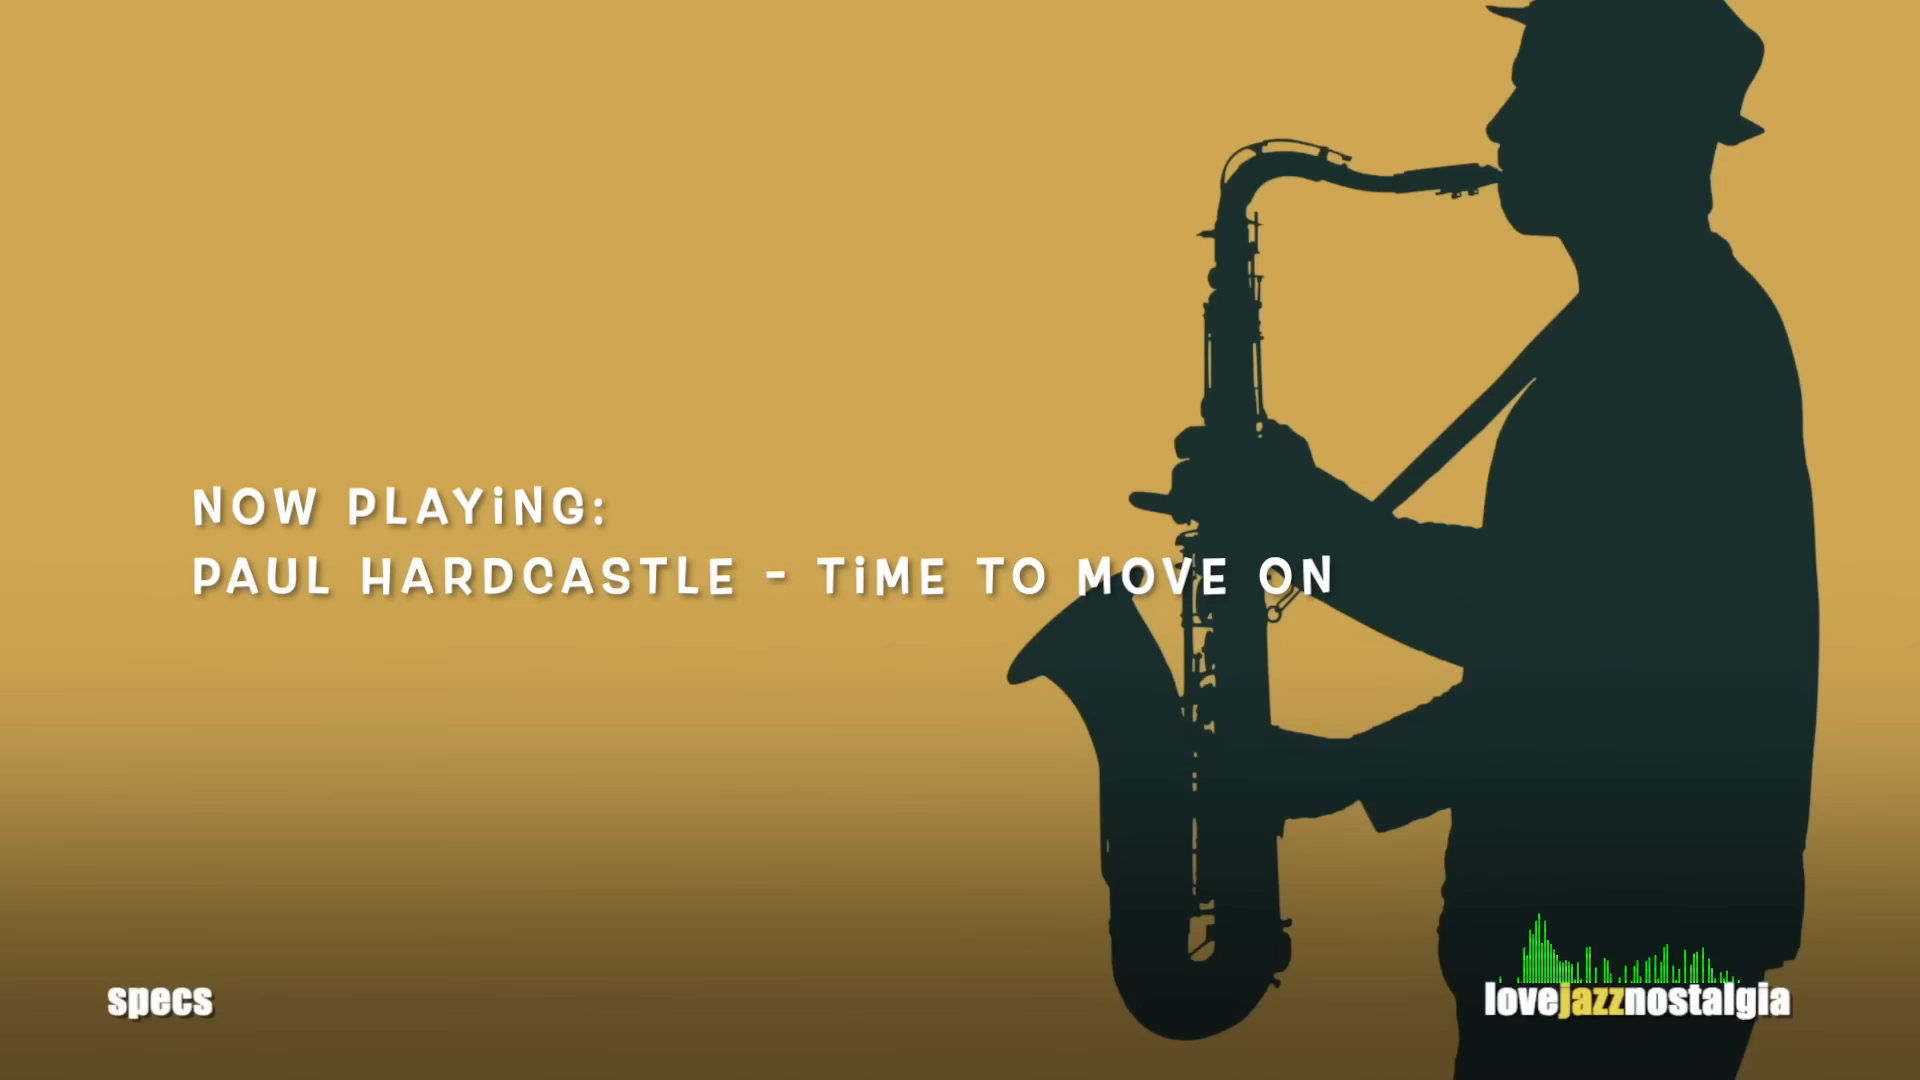 NOW PLAYiNG:
PAUL HARDCASTLE - TiME TO MOVE ON
specs
lovejazznostalgia